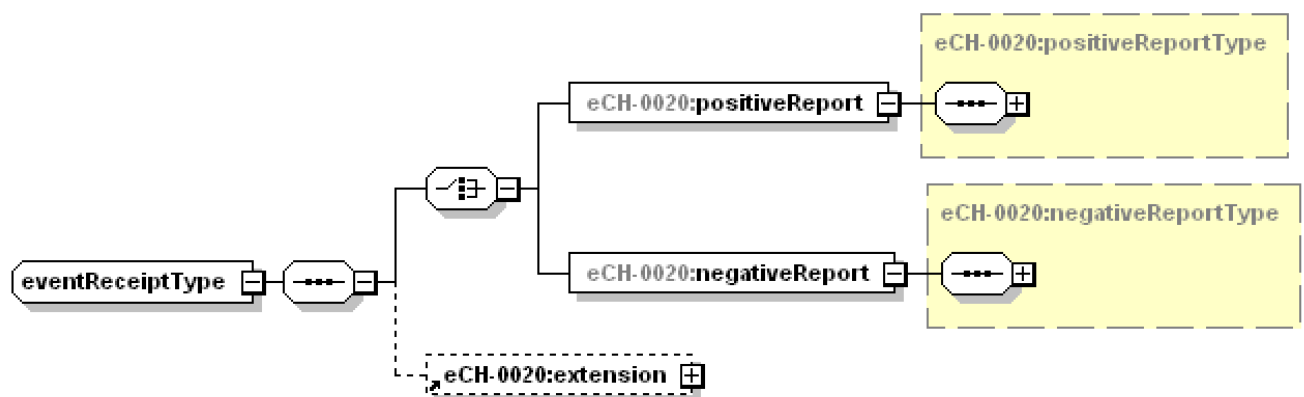 eCH-0020:positiveReportType
eCH-0020:positiveReport
eCH-0020:negativeReportType
eventReceiptType
eCH-0020:negativeReport
eCH-0020:extension